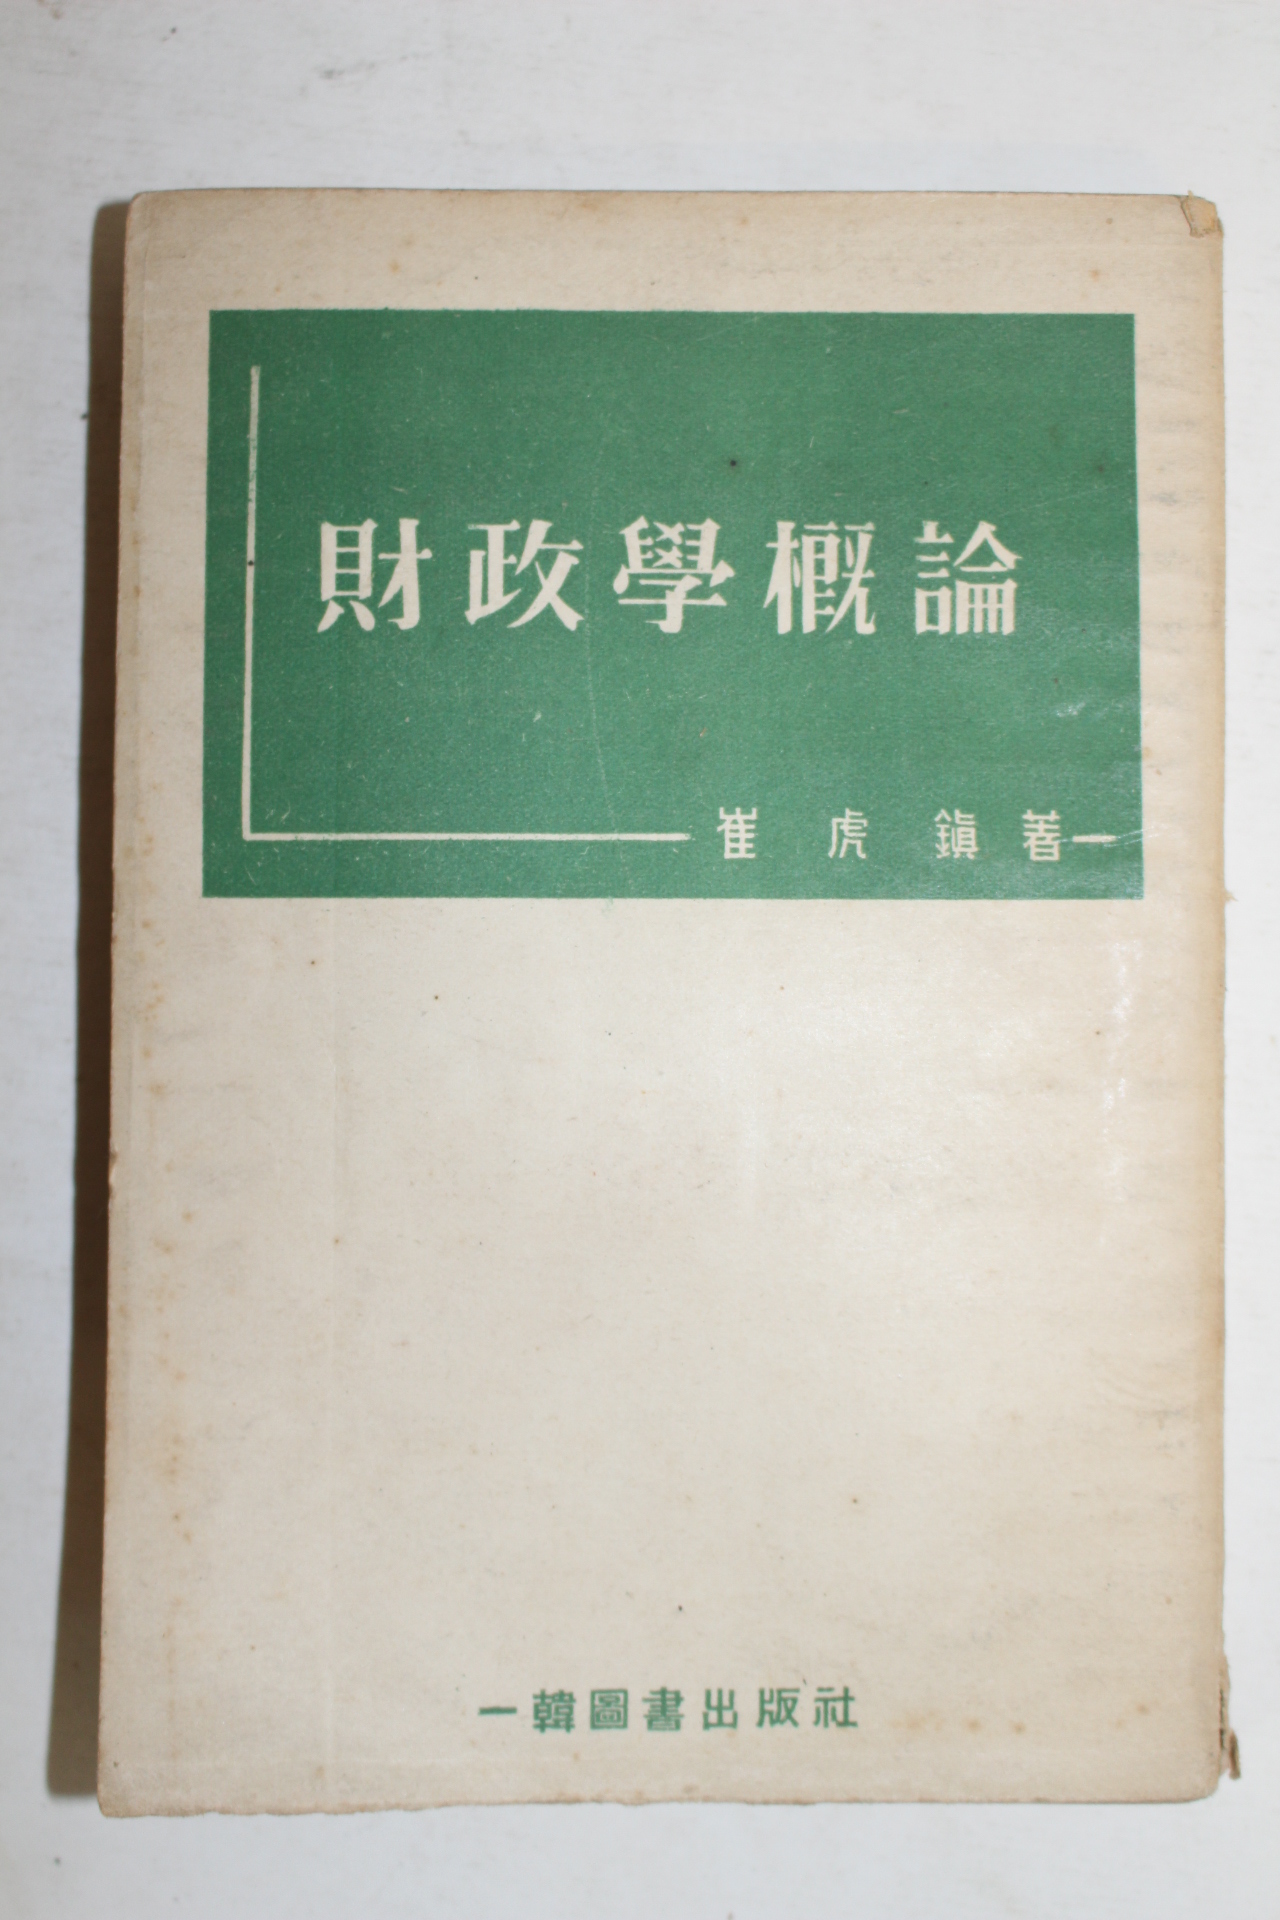 財政學概論
崔虎鎭著
一韓圖書出版社